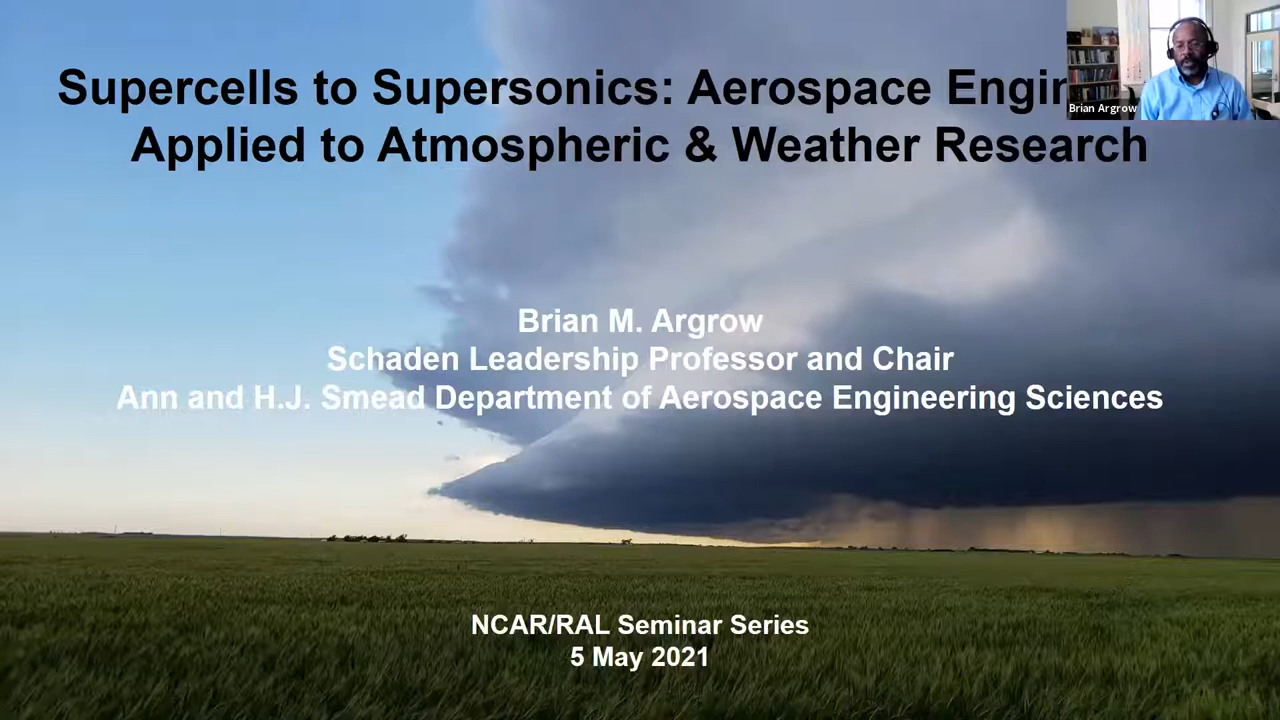 Supercells to Supersonics: Aerospace Engin
Applied to Atmospheric & Weather Research
Brian Argrow
Brian M. Argrow
Schaden Leadership Professor and Chair
Ann and H.J. Smead Department of Aerospace Engineering Sciences
NCAR/RAL Seminar Series
5 May 2021